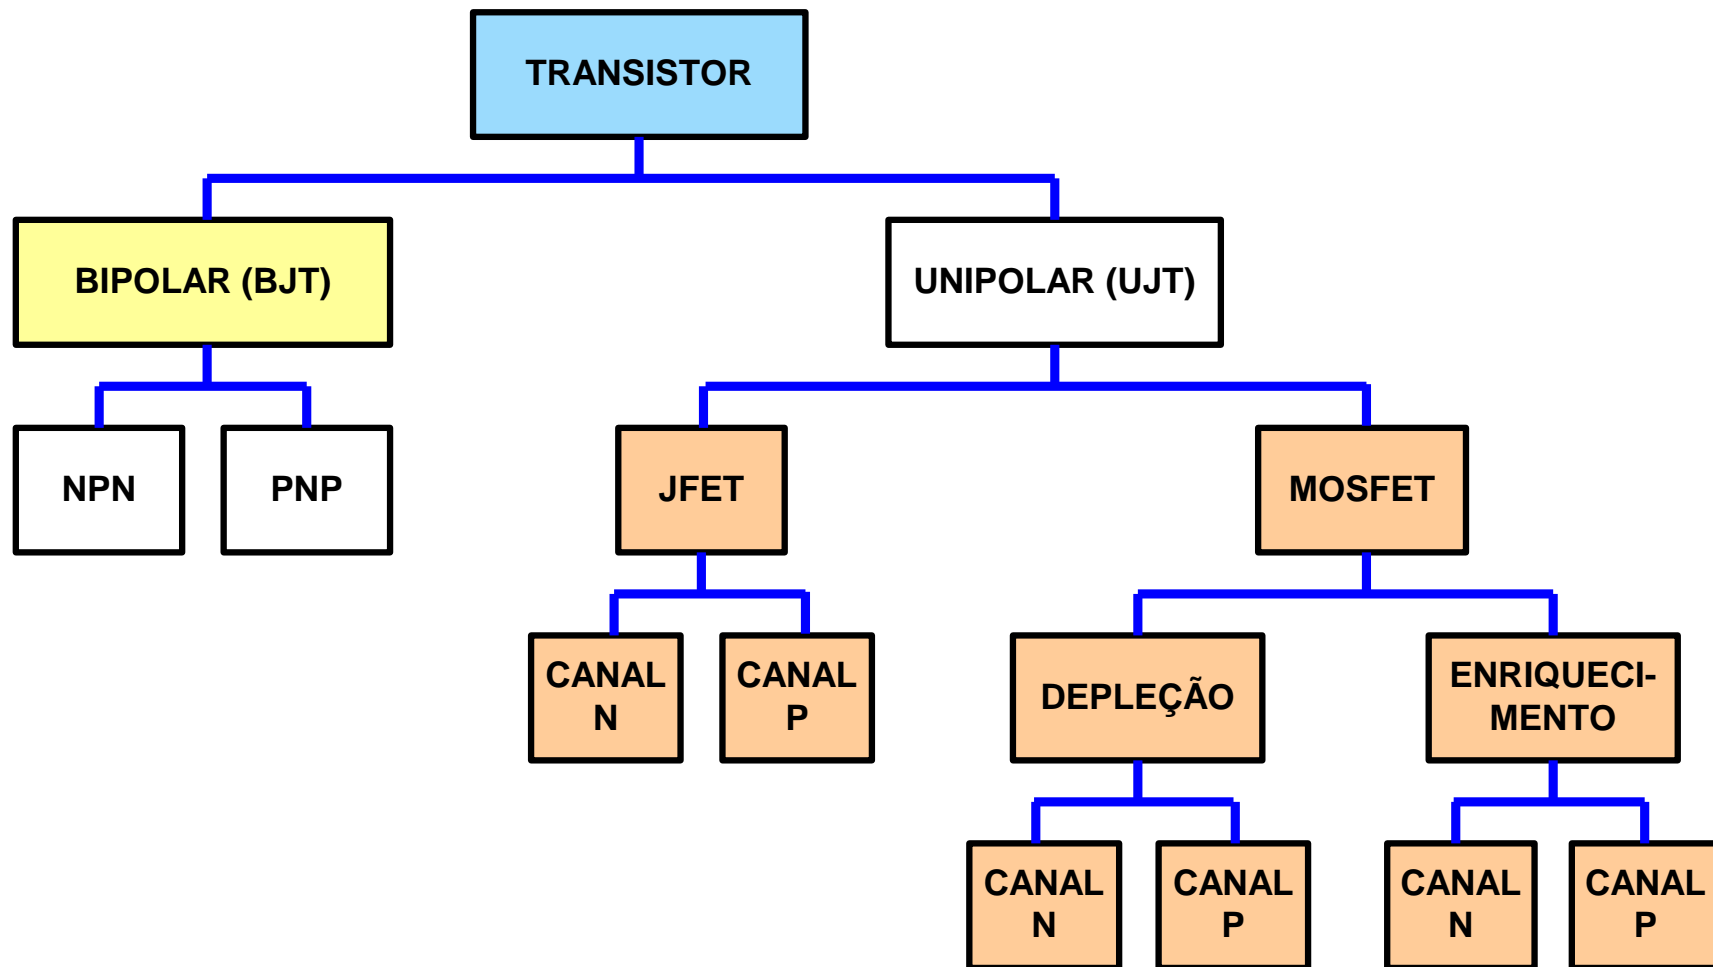 TRANSISTOR
BIPOLAR (BJT)
UNIPOLAR (UJT)
NPN
PNP
JFET
MOSFET
CANAL
N
CANAL
P
DEPLEÇÃO
ENRIQUECI-
MENTO
CANAL
N
CANAL
P
CANAL
N
CANAL
P